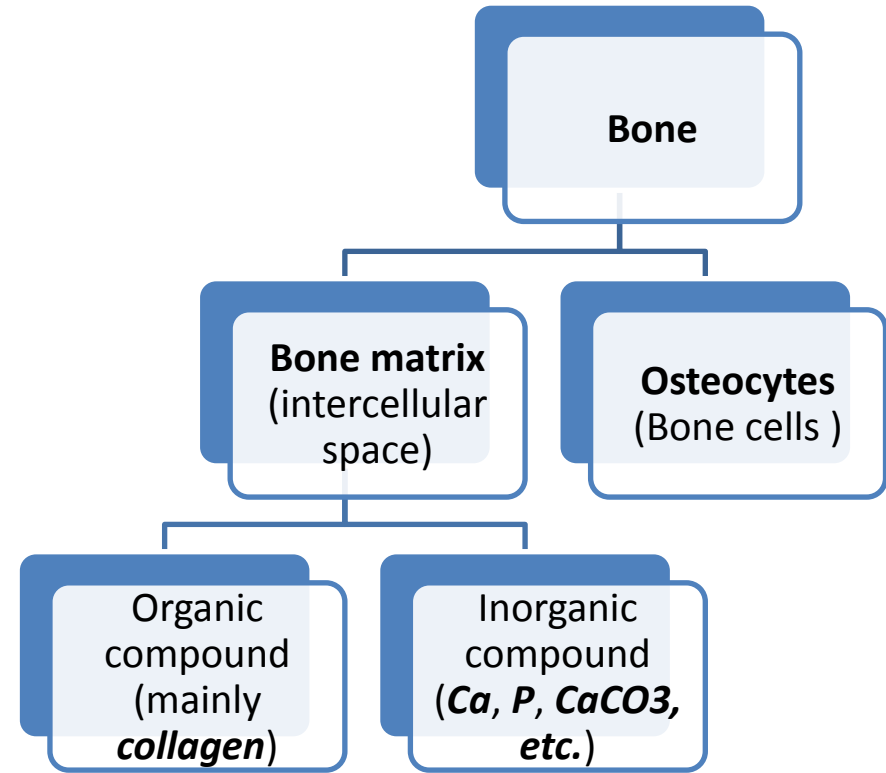 Bone
Bone matrix
(intercellular
space)
Osteocytes
(Bone cells )
Organic
compound
(mainly
collagen)
Inorganic
compound
(Ca, P, CaCO3,
etc.)